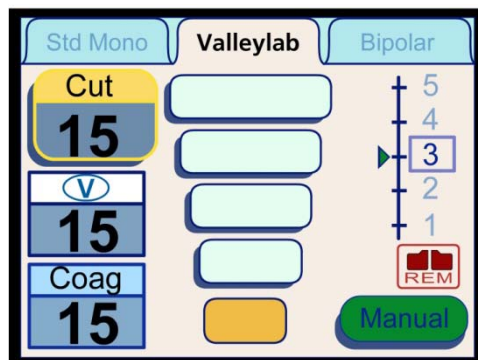 Std Mono
Valleylab
Bipolar
Cut
15
V
15
Coag
15
5
4
3
2
1
REM
Manual